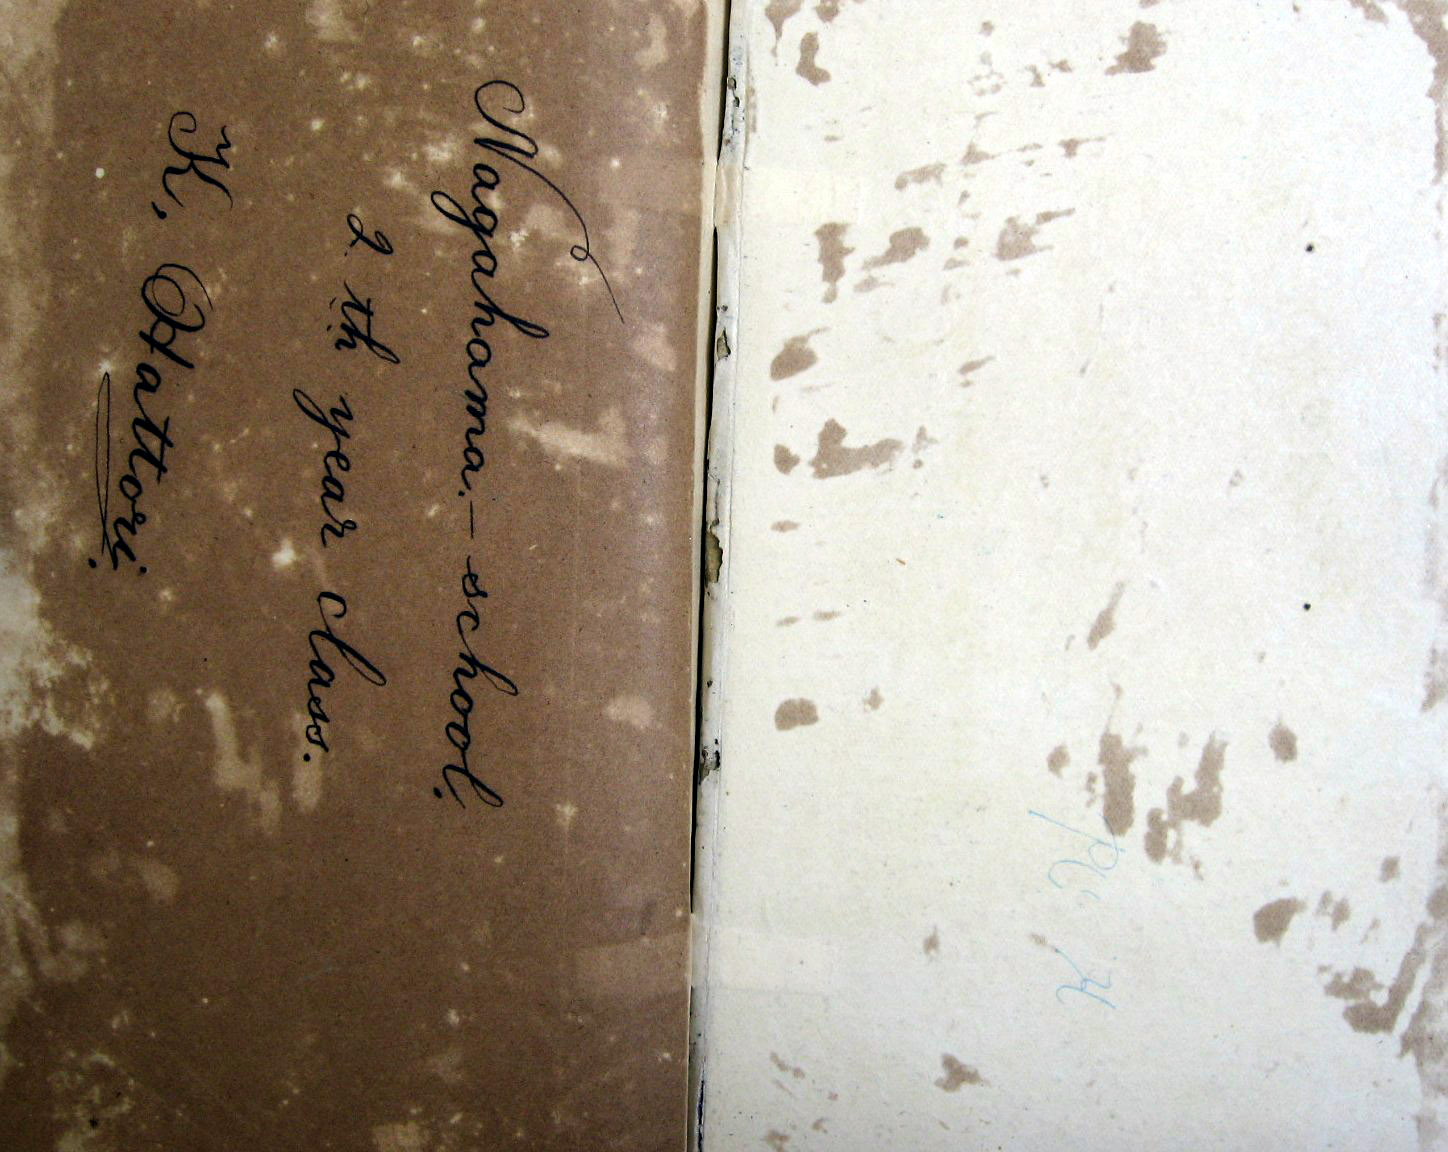 Nagahama.- school.
2 th year class.
K, Hattori.